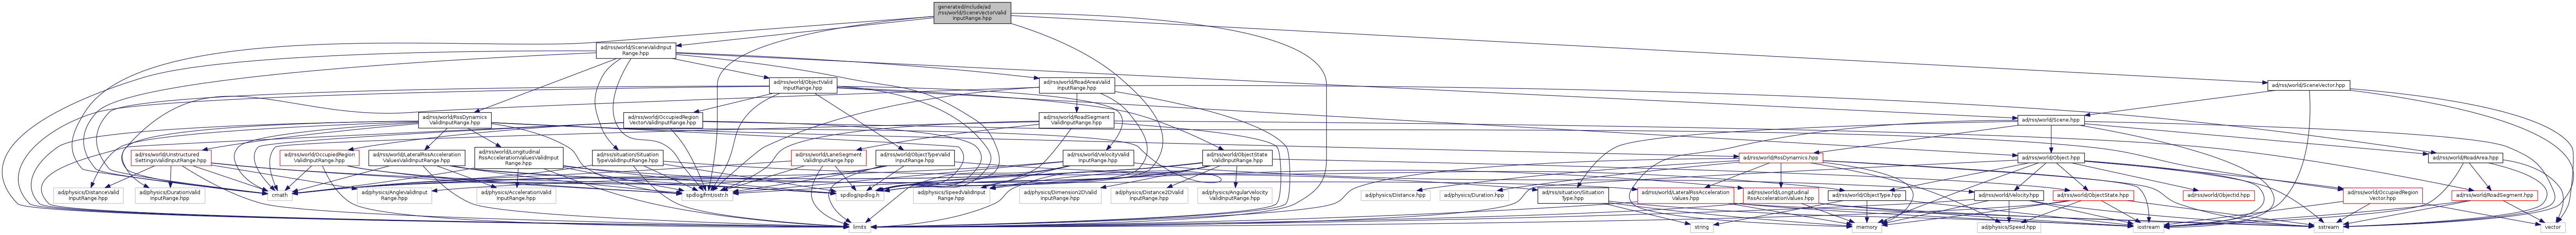 generated/include/ad
/rss/world/SceneVectorValid
InputRange.hpp
ad/rss/world/SceneValidInput
Range.hpp
ad/rss/world/ObjectValid
InputRange.hpp
ad/rss/world/RoadAreaValid
InputRange.hpp
ad/rss/world/SceneVector.hpp
ad/rss/world/RssDynamics
ValidInputRange.hpp
ad/rss/world/OccupiedRegion
VectorValidInputRange.hpp
ad/rss/world/RoadSegment
ValidInputRange.hpp
ad/rss/world/Scene.hpp
ad/rss/world/Unstructured
SettingsValidInputRange.hpp
ad/rss/world/OccupiedRegion
ValidInputRange.hpp
ad/rss/world/LateralRssAcceleration
ValuesValidInputRange.hpp
ad/rss/world/Longitudinal
RssAccelerationValuesValidInput
Range.hpp
ad/rss/situation/Situation
TypeValidInputRange.hpp
ad/rss/world/LaneSegment
ValidInputRange.hpp
ad/rss/world/ObjectTypeValid
InputRange.hpp
ad/rss/world/VelocityValid
InputRange.hpp
ad/rss/world/ObjectState
ValidInputRange.hpp
ad/rss/world/RssDynamics.hpp
ad/rss/world/Object.hpp
ad/rss/world/RoadArea.hpp
ad/physics/DistanceValid
InputRange.hpp
ad/physics/DurationValid
InputRange.hpp
cmath
ad/physics/AngleValidInput
Range.hpp
ad/physics/AccelerationValid
InputRange.hpp
spdlog/fmt/ostr.h
spdlog/spdlog.h
ad/physics/SpeedValidInput
Range.hpp
ad/physics/Dimension2DValid
InputRange.hpp
ad/physics/Distance2DValid
InputRange.hpp
ad/physics/AngularVelocity
ValidInputRange.hpp
ad/physics/Distance.hpp
ad/physics/Duration.hpp
ad/rss/situation/Situation
Type.hpp
ad/rss/world/LateralRssAcceleration
Values.hpp
ad/rss/world/Longitudinal
RssAccelerationValues.hpp
ad/rss/world/ObjectType.hpp
ad/rss/world/Velocity.hpp
ad/rss/world/ObjectState.hpp
ad/rss/world/ObjectId.hpp
ad/rss/world/OccupiedRegion
Vector.hpp
ad/rss/world/RoadSegment.hpp
limits
string
memory
ad/physics/Speed.hpp
iostream
sstream
vector